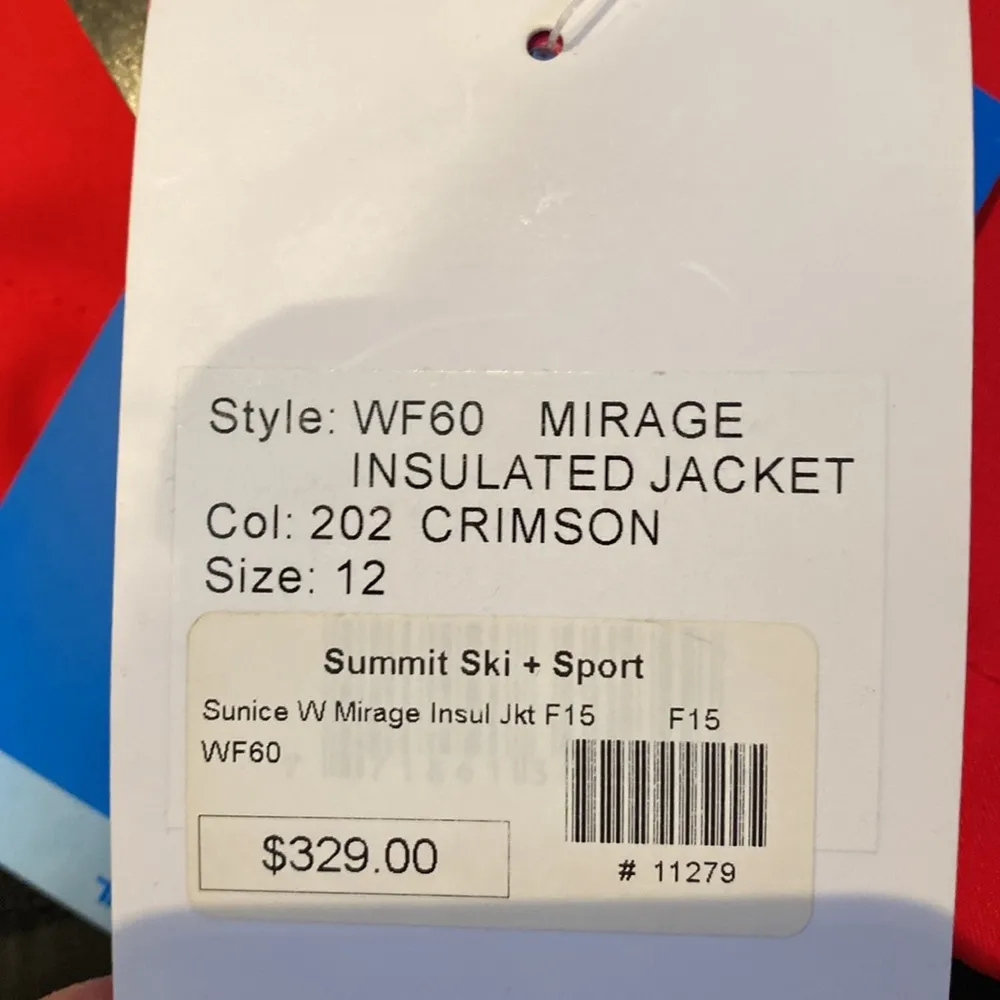 Style: WF60 MIRAGE
INSULATED JACKET
Col: 202 CRIMSON
Size: 12
Summit Ski + Sport
Sunice W Mirage Insul Jkt F15 F15
WF60
$329.00
# 11279